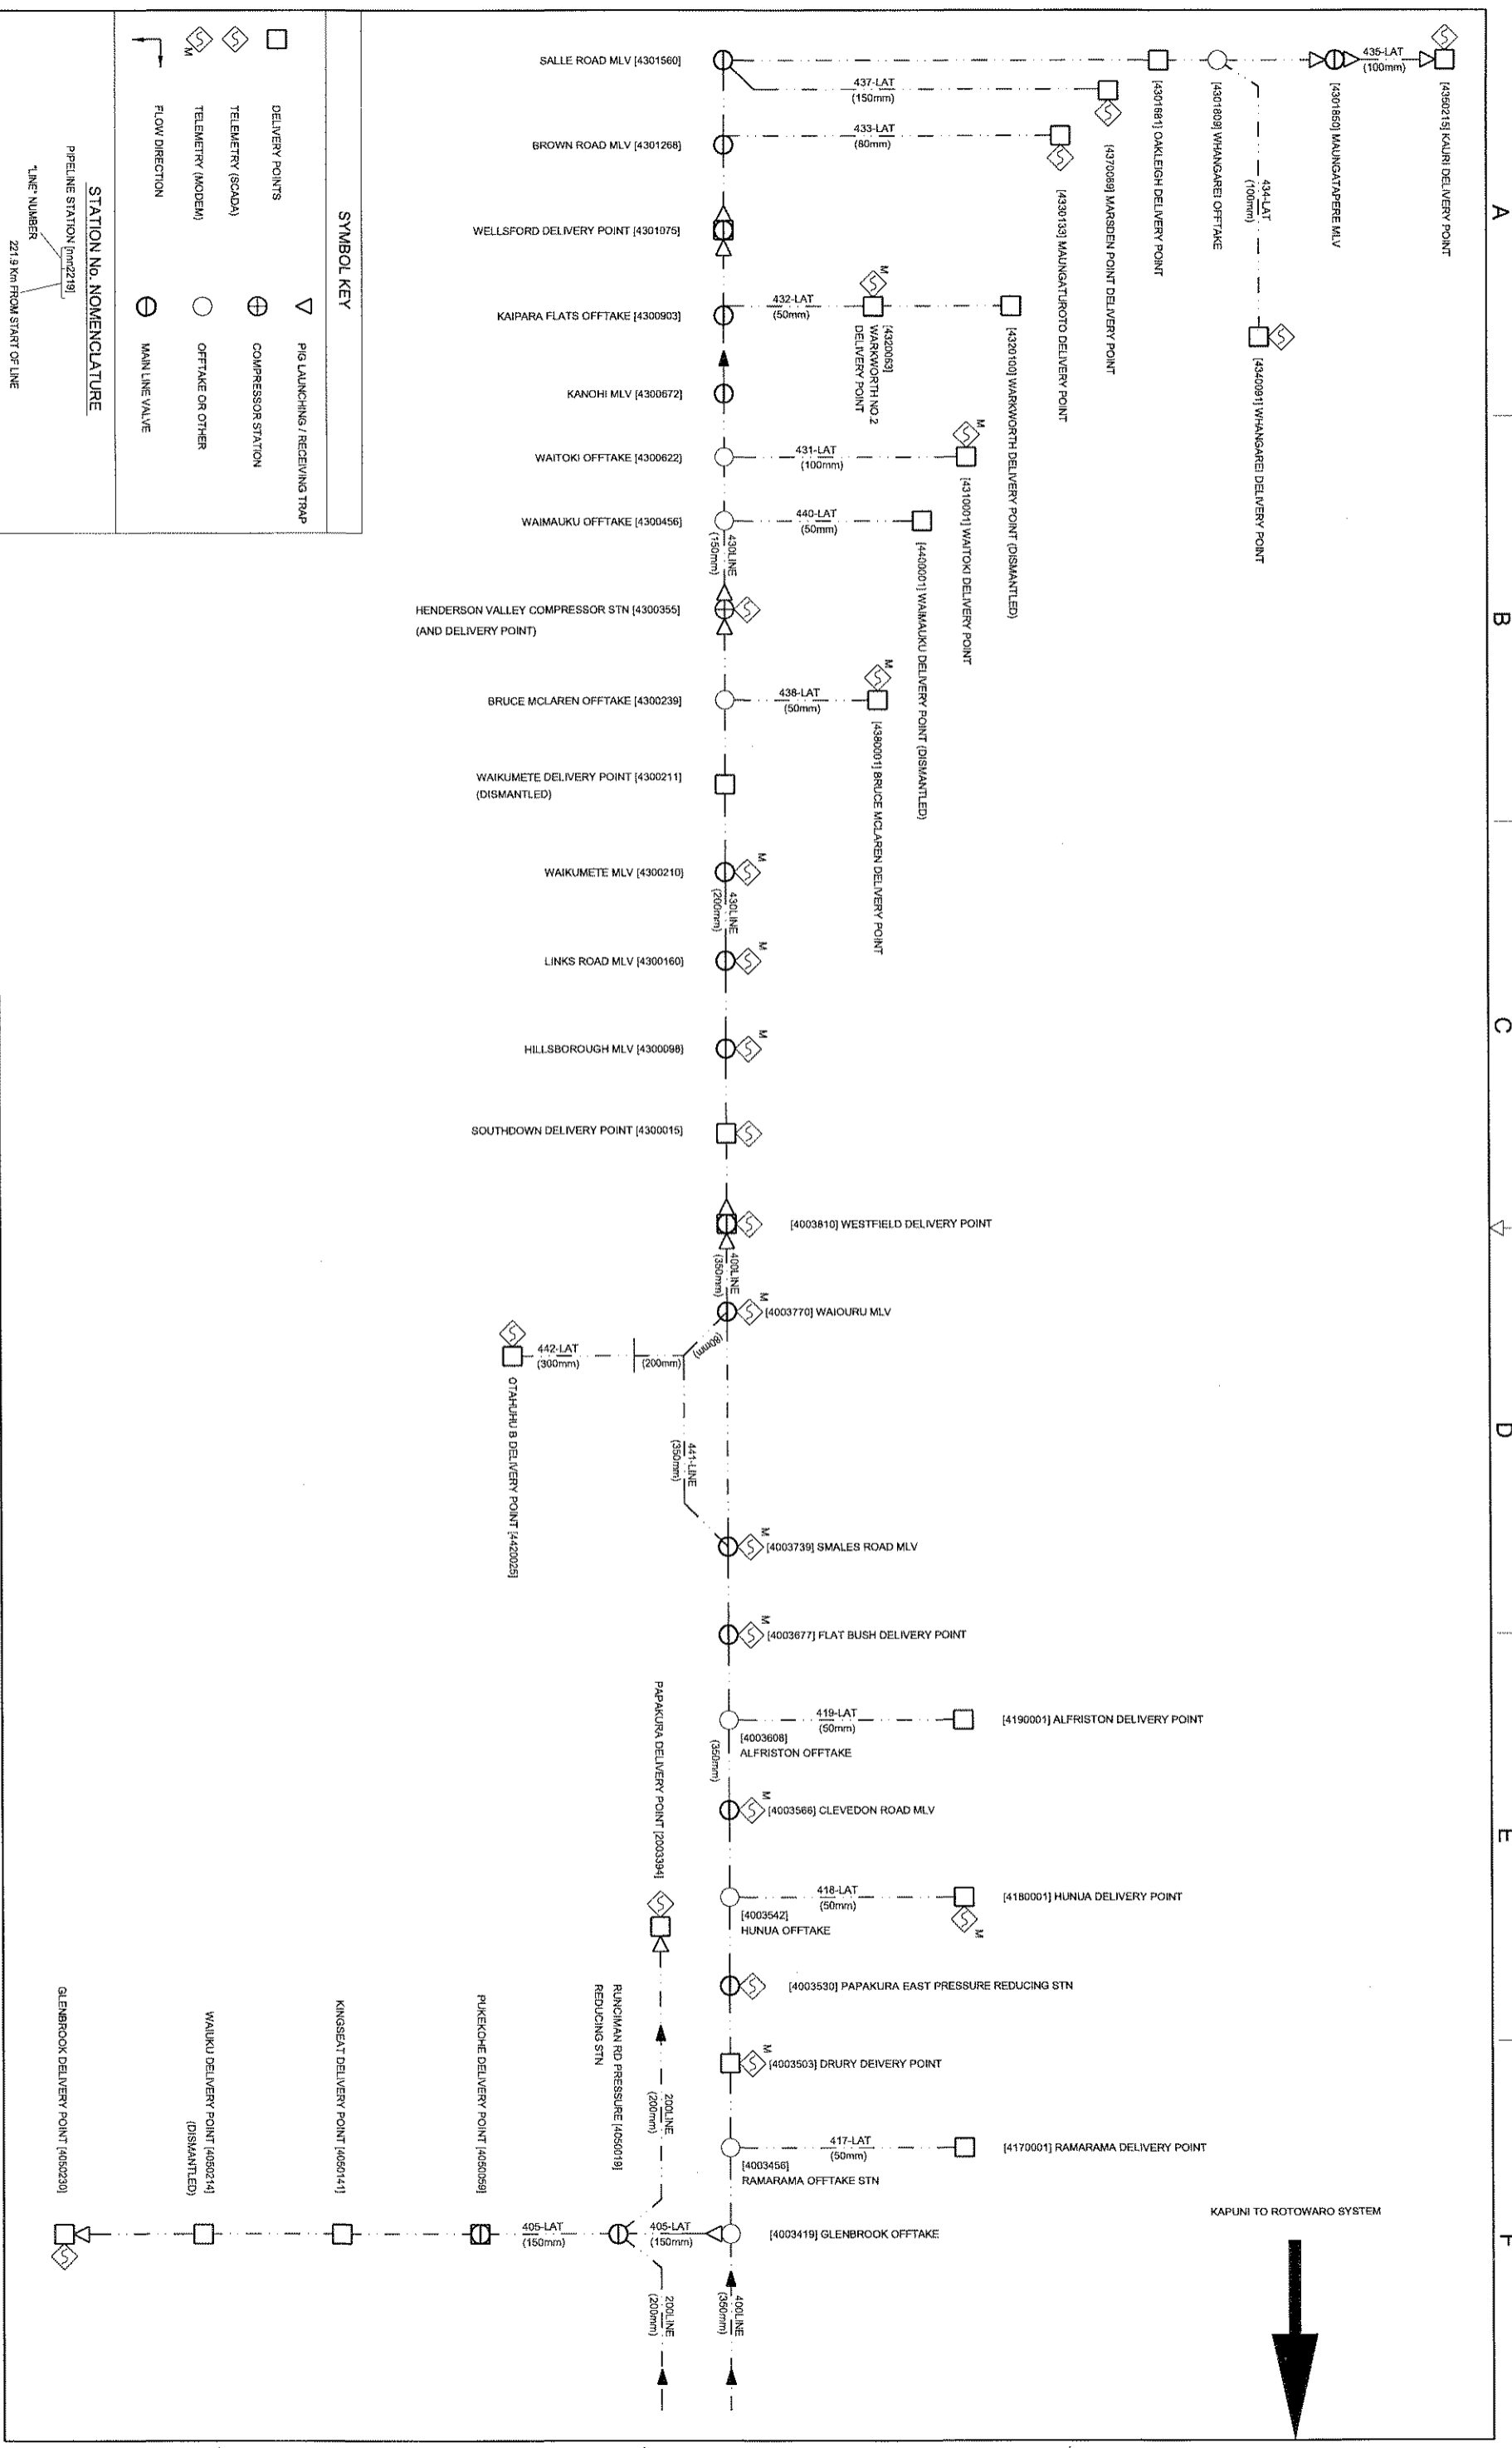 A
B
C
D
E
F
[4350215] KAURI DELIVERY POINT
435-LAT
(100mm)
[4301850] MAUNGATAPERE MLV
[4301809] WHANGAREI OFFTAKE
434-LAT
(100mm)
[4340091] WHANGAREI DELIVERY POINT
[4301681] OAKLEIGH DELIVERY POINT
SALLE ROAD MLV [4301560]
437-LAT
(150mm)
[4370089] MARSDEN POINT DELIVERY POINT
BROWN ROAD MLV [4301268]
433-LAT
(80mm)
[4330133] MAUNGATUROTO DELIVERY POINT
WELLSFORD DELIVERY POINT [4301075]
KAIPARA FLATS OFFTAKE [4300903]
432-LAT
(50mm)
M
[4320063]
WARKWORTH NO.2
DELIVERY POINT
[4320100] WARKWORTH DELIVERY POINT (DISMANTLED)
KANOHI MLV [4300672]
WAITOKI OFFTAKE [4300622]
431-LAT
(100mm)
M
[4310001] WAITOKI DELIVERY POINT
WAIMAUKU OFFTAKE [4300456]
440-LAT
(50mm)
[4400001] WAIMAUKU DELIVERY POINT (DISMANTLED)
430LINE
(150mm)
HENDERSON VALLEY COMPRESSOR STN [4300355]
(AND DELIVERY POINT)
BRUCE MCLAREN OFFTAKE [4300239]
438-LAT
(50mm)
M
[4380001] BRUCE MCLAREN DELIVERY POINT
WAIKUMETE DELIVERY POINT [4300211]
(DISMANTLED)
WAIKUMETE MLV [4300210]
M
430LINE
(200mm)
LINKS ROAD MLV [4300160]
M
HILLSBOROUGH MLV [4300098]
M
SOUTHDOWN DELIVERY POINT [4300015]
[4003810] WESTFIELD DELIVERY POINT
400LINE
(350mm)
M
[4003770] WAIOURU MLV
(80mm)
442-LAT
(300mm)
(200mm)
OTAHUHU B DELIVERY POINT [4420025]
441-LINE
(350mm)
M
[4003739] SMALES ROAD MLV
M
[4003677] FLAT BUSH DELIVERY POINT
419-LAT
(50mm)
[4190001] ALFRISTON DELIVERY POINT
[4003608]
ALFRISTON OFFTAKE
(350mm)
M
[4003566] CLEVEDON ROAD MLV
418-LAT
(50mm)
[4180001] HUNUA DELIVERY POINT
M
[4003542]
HUNUA OFFTAKE
[4003530] PAPAKURA EAST PRESSURE REDUCING STN
M
[4003503] DRURY DEIVERY POINT
417-LAT
(50mm)
[4170001] RAMARAMA DELIVERY POINT
[4003456]
RAMARAMA OFFTAKE STN
[4003419] GLENBROOK OFFTAKE
400LINE
(350mm)
PAPAKURA DELIVERY POINT [2003394]
200LINE
(200mm)
RUNCIMAN RD PRESSURE [4050019]
REDUCING STN
405-LAT
(150mm)
200LINE
(200mm)
405-LAT
(150mm)
PUKEKOHE DELIVERY POINT [4050059]
KINGSEAT DELIVERY POINT [4050141]
WAIUKU DELIVERY POINT [4050214]
(DISMANTLED)
GLENBROOK DELIVERY POINT [4050230]
KAPUNI TO ROTOWARO SYSTEM
SYMBOL KEY
DELIVERY POINTS
TELEMETRY (SCADA)
M
TELEMETRY (MODEM)
FLOW DIRECTION
PIG LAUNCHING / RECEIVING TRAP
COMPRESSOR STATION
OFFTAKE OR OTHER
MAIN LINE VALVE
STATION No. NOMENCLATURE
PIPELINE STATION [nnn2219]
"LINE" NUMBER
221.9 Km FROM START OF LINE